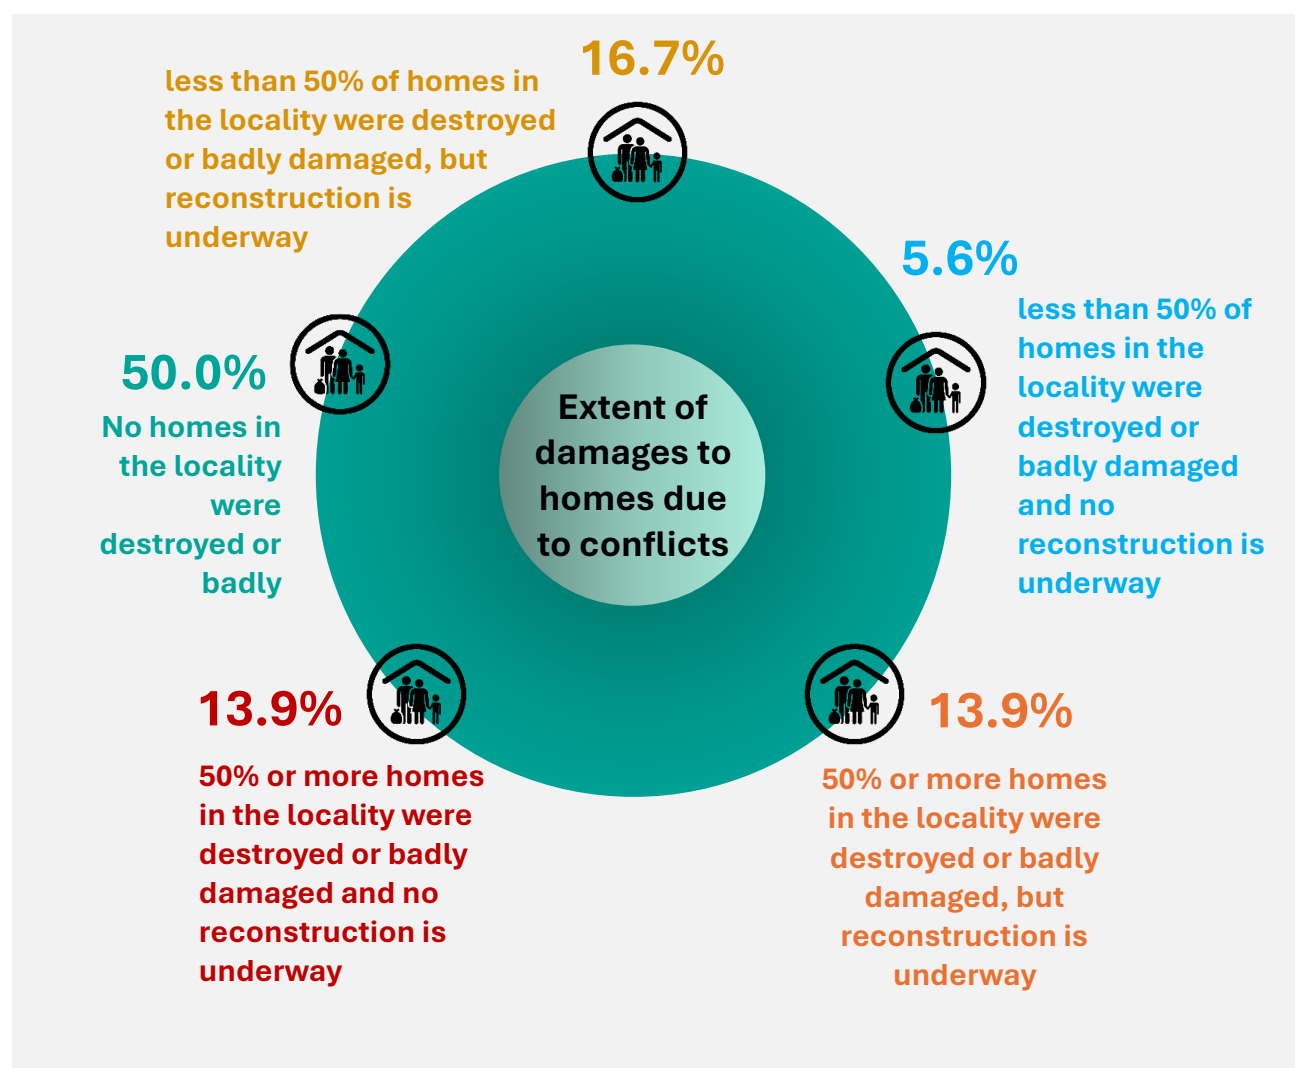 16.7%
less than 50% of homes in
the locality were destroyed
or badly damaged, but
reconstruction is
underway
5.6%
less than 50% of
homes in the
locality were
destroyed or
badly damaged
and no
reconstruction is
underway
50.0%
No homes in
the locality
were
destroyed or
badly
Extent of
damages to
homes due
to conflicts
13.9%
50% or more homes
in the locality were
destroyed or badly
damaged and no
reconstruction is
underway
13.9%
50% or more homes
in the locality were
destroyed or badly
damaged, but
reconstruction is
underway